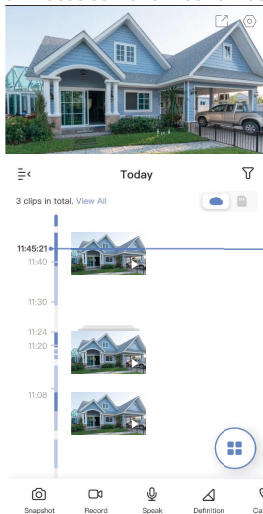 Today
3 clips in total. View All
11:45:21
11:40
11:30
11:24
11:20
11:08
Snapshot
Record
Speak
Definition
Cal